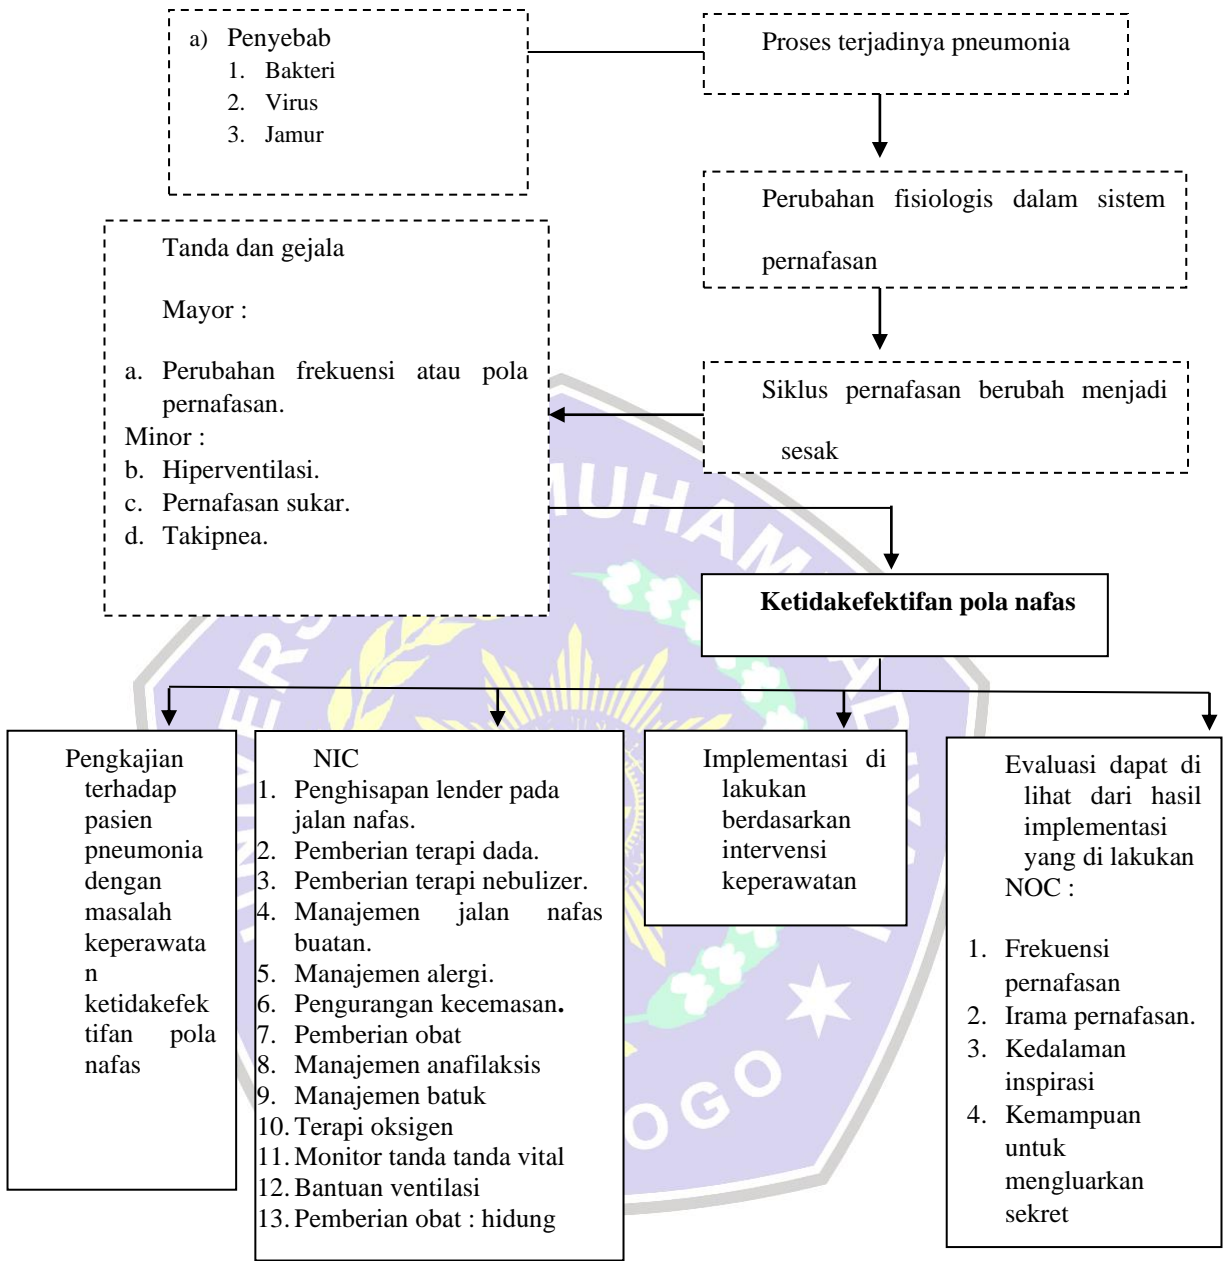 a) Penyebab
1. Bakteri
2. Virus
3. Jamur
Proses terjadinya pneumonia
Perubahan fisiologis dalam sistem
pernafasan
Siklus pernafasan berubah menjadi
sesak
Tanda dan gejala
Mayor :
a. Perubahan frekuensi atau pola
pernafasan.
Minor :
b. Hiperventilasi.
c. Pernafasan sukar.
d. Takipnea.
Ketidakefektifan pola nafas
Pengkajian
terhadap
pasien
pneumonia
dengan
masalah
keperawata
n
ketidakefek
tifan pola
nafas
NIC
1. Penghisapan lender pada
jalan nafas.
2. Pemberian terapi dada.
3. Pemberian terapi nebulizer.
4. Manajemen jalan nafas
buatan.
5. Manajemen alergi.
6. Pengurangan kecemasan.
7. Pemberian obat
8. Manajemen anafilaksis
9. Manajemen batuk
10. Terapi oksigen
11. Monitor tanda tanda vital
12. Bantuan ventilasi
13. Pemberian obat : hidung
Implementasi di
lakukan
berdasarkan
intervensi
keperawatan
Evaluasi dapat di
lihat dari hasil
implementasi
yang di lakukan
NOC :
1. Frekuensi
pernafasan
2. Irama pernafasan.
3. Kedalaman
inspirasi
4. Kemampuan
untuk
mengluarkan
sekret